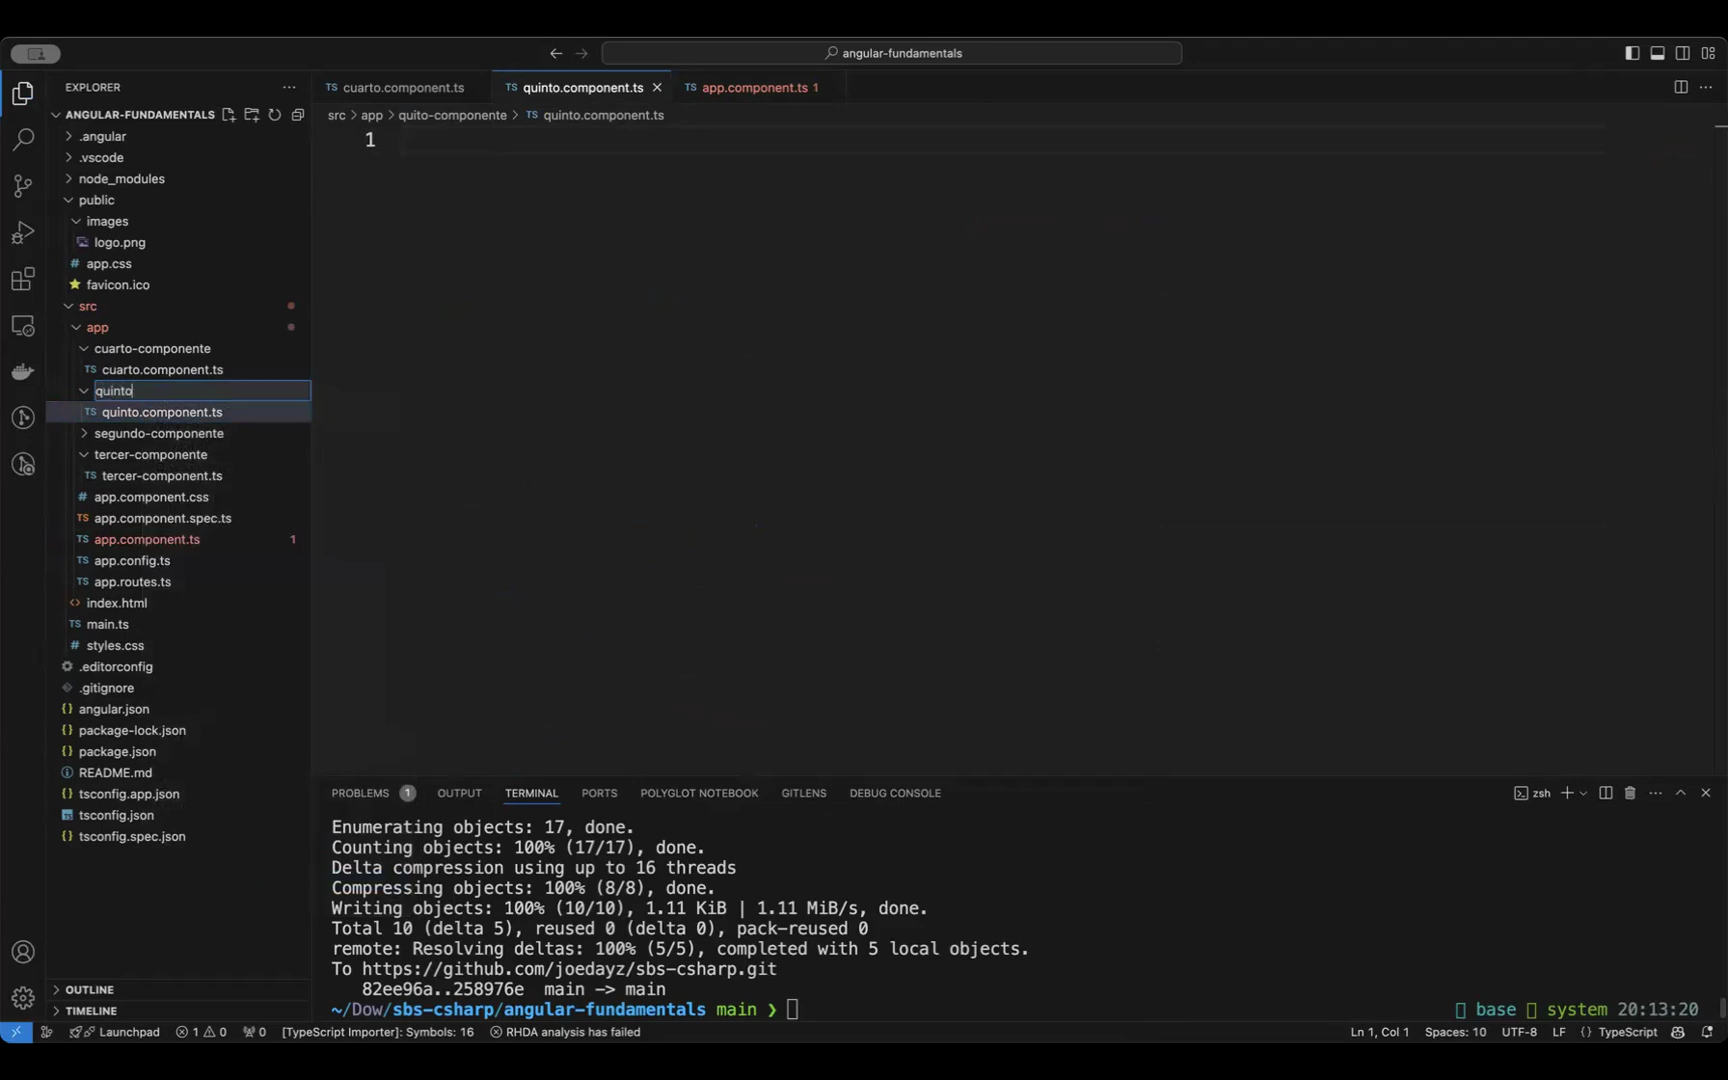 angular-fundamentals
EXPLORER
cuarto.component.ts
quinto.component.ts
app.component.ts 1
ANGULAR-FUNDAMENTALS
src > app > quito-componente > quinto.component.ts
.angular
1
.vscode
node_modules
public
images
logo.png
app.css
favicon.ico
src
app
cuarto-componente
cuarto.component.ts
quinto
quinto.component.ts
segundo-componente
tercer-componente
tercer-component.ts
app.component.css
app.component.spec.ts
app.component.ts 1
app.config.ts
app.routes.ts
index.html
main.ts
styles.css
.editorconfig
.gitignore
angular.json
package-lock.json
package.json
README.md
tsconfig.app.json
tsconfig.json
tsconfig.spec.json
PROBLEMS 1 OUTPUT TERMINAL PORTS POLYGLOT NOTEBOOK GITLENS DEBUG CONSOLE
zsh
Enumerating objects: 17, done.
Counting objects: 100% (17/17), done.
Delta compression using up to 16 threads
Compressing objects: 100% (8/8), done.
Writing objects: 100% (10/10), 1.11 KiB | 1.11 MiB/s, done.
Total 10 (delta 5), reused 0 (delta 0), pack-reused 0
remote: Resolving deltas: 100% (5/5), completed with 5 local objects.
To https://github.com/joedayz/sbs-csharp.git
82ee96a..258976e main -> main
~/Dow/sbs-csharp/angular-fundamentals main ❯
base system 20:13:20
OUTLINE
TIMELINE
Launchpad 1 0 0 [TypeScript Importer]: Symbols: 16 RHDA analysis has failed
Ln 1, Col 1 Spaces: 10 UTF-8 LF {} TypeScript